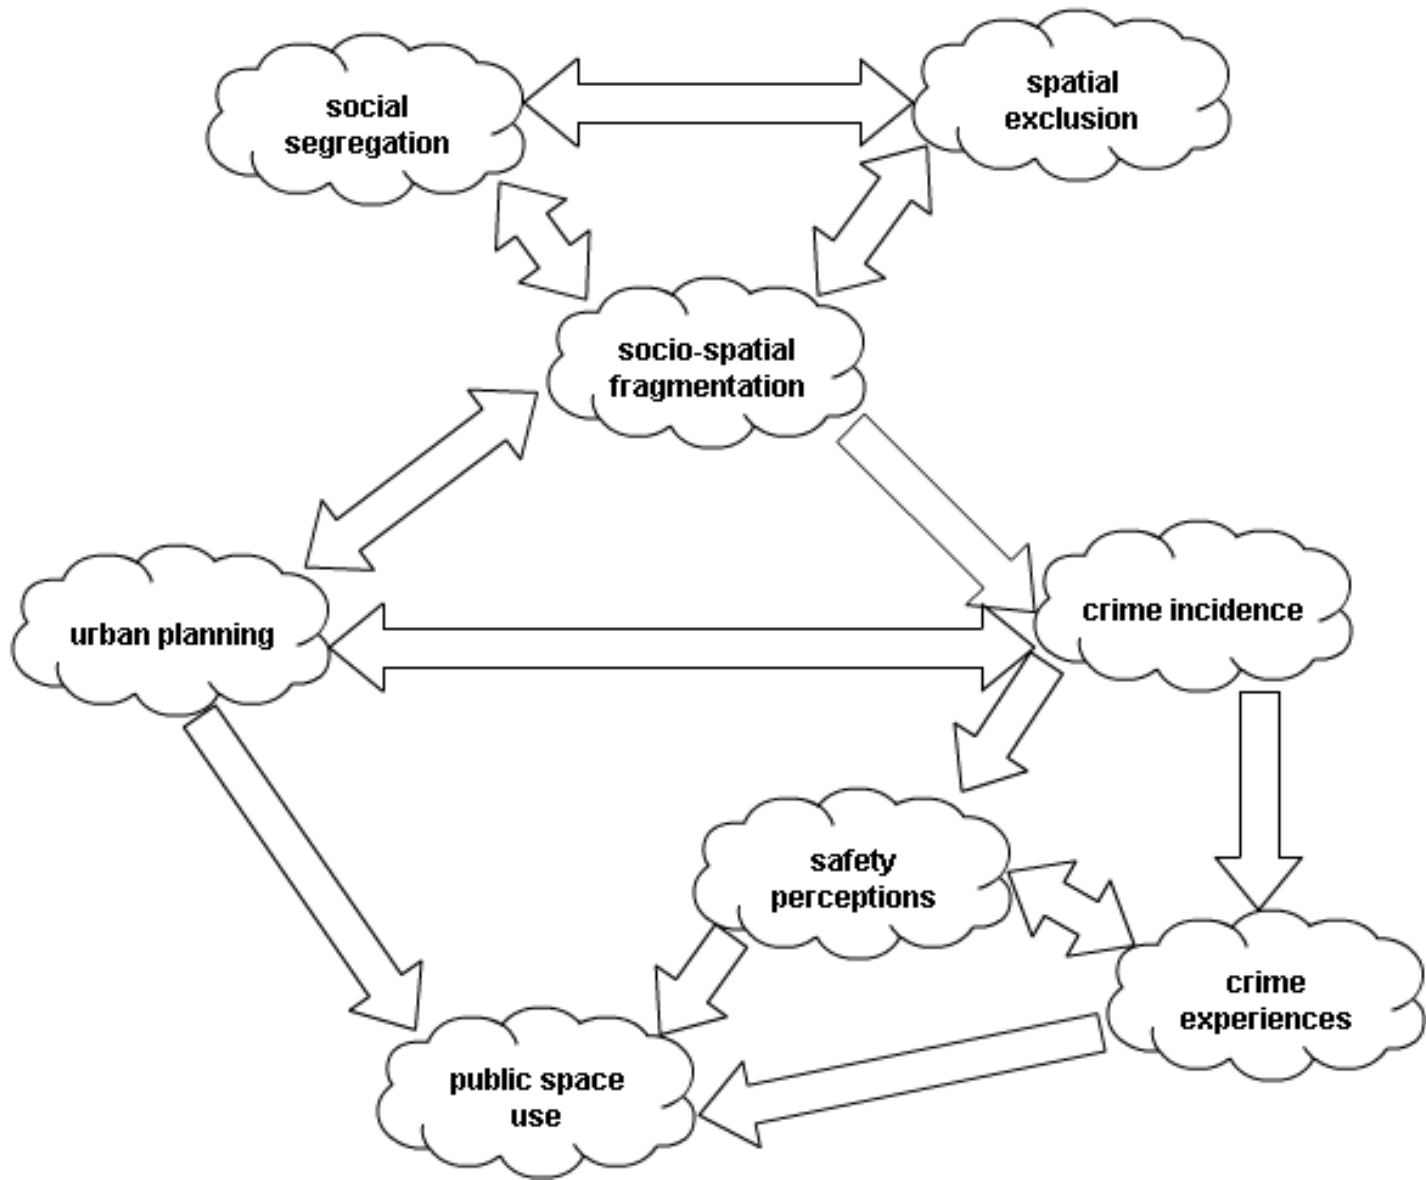 social
segregation
spatial
exclusion
socio-spatial
fragmentation
urban planning
crime incidence
safety
perceptions
crime
experiences
public space
use